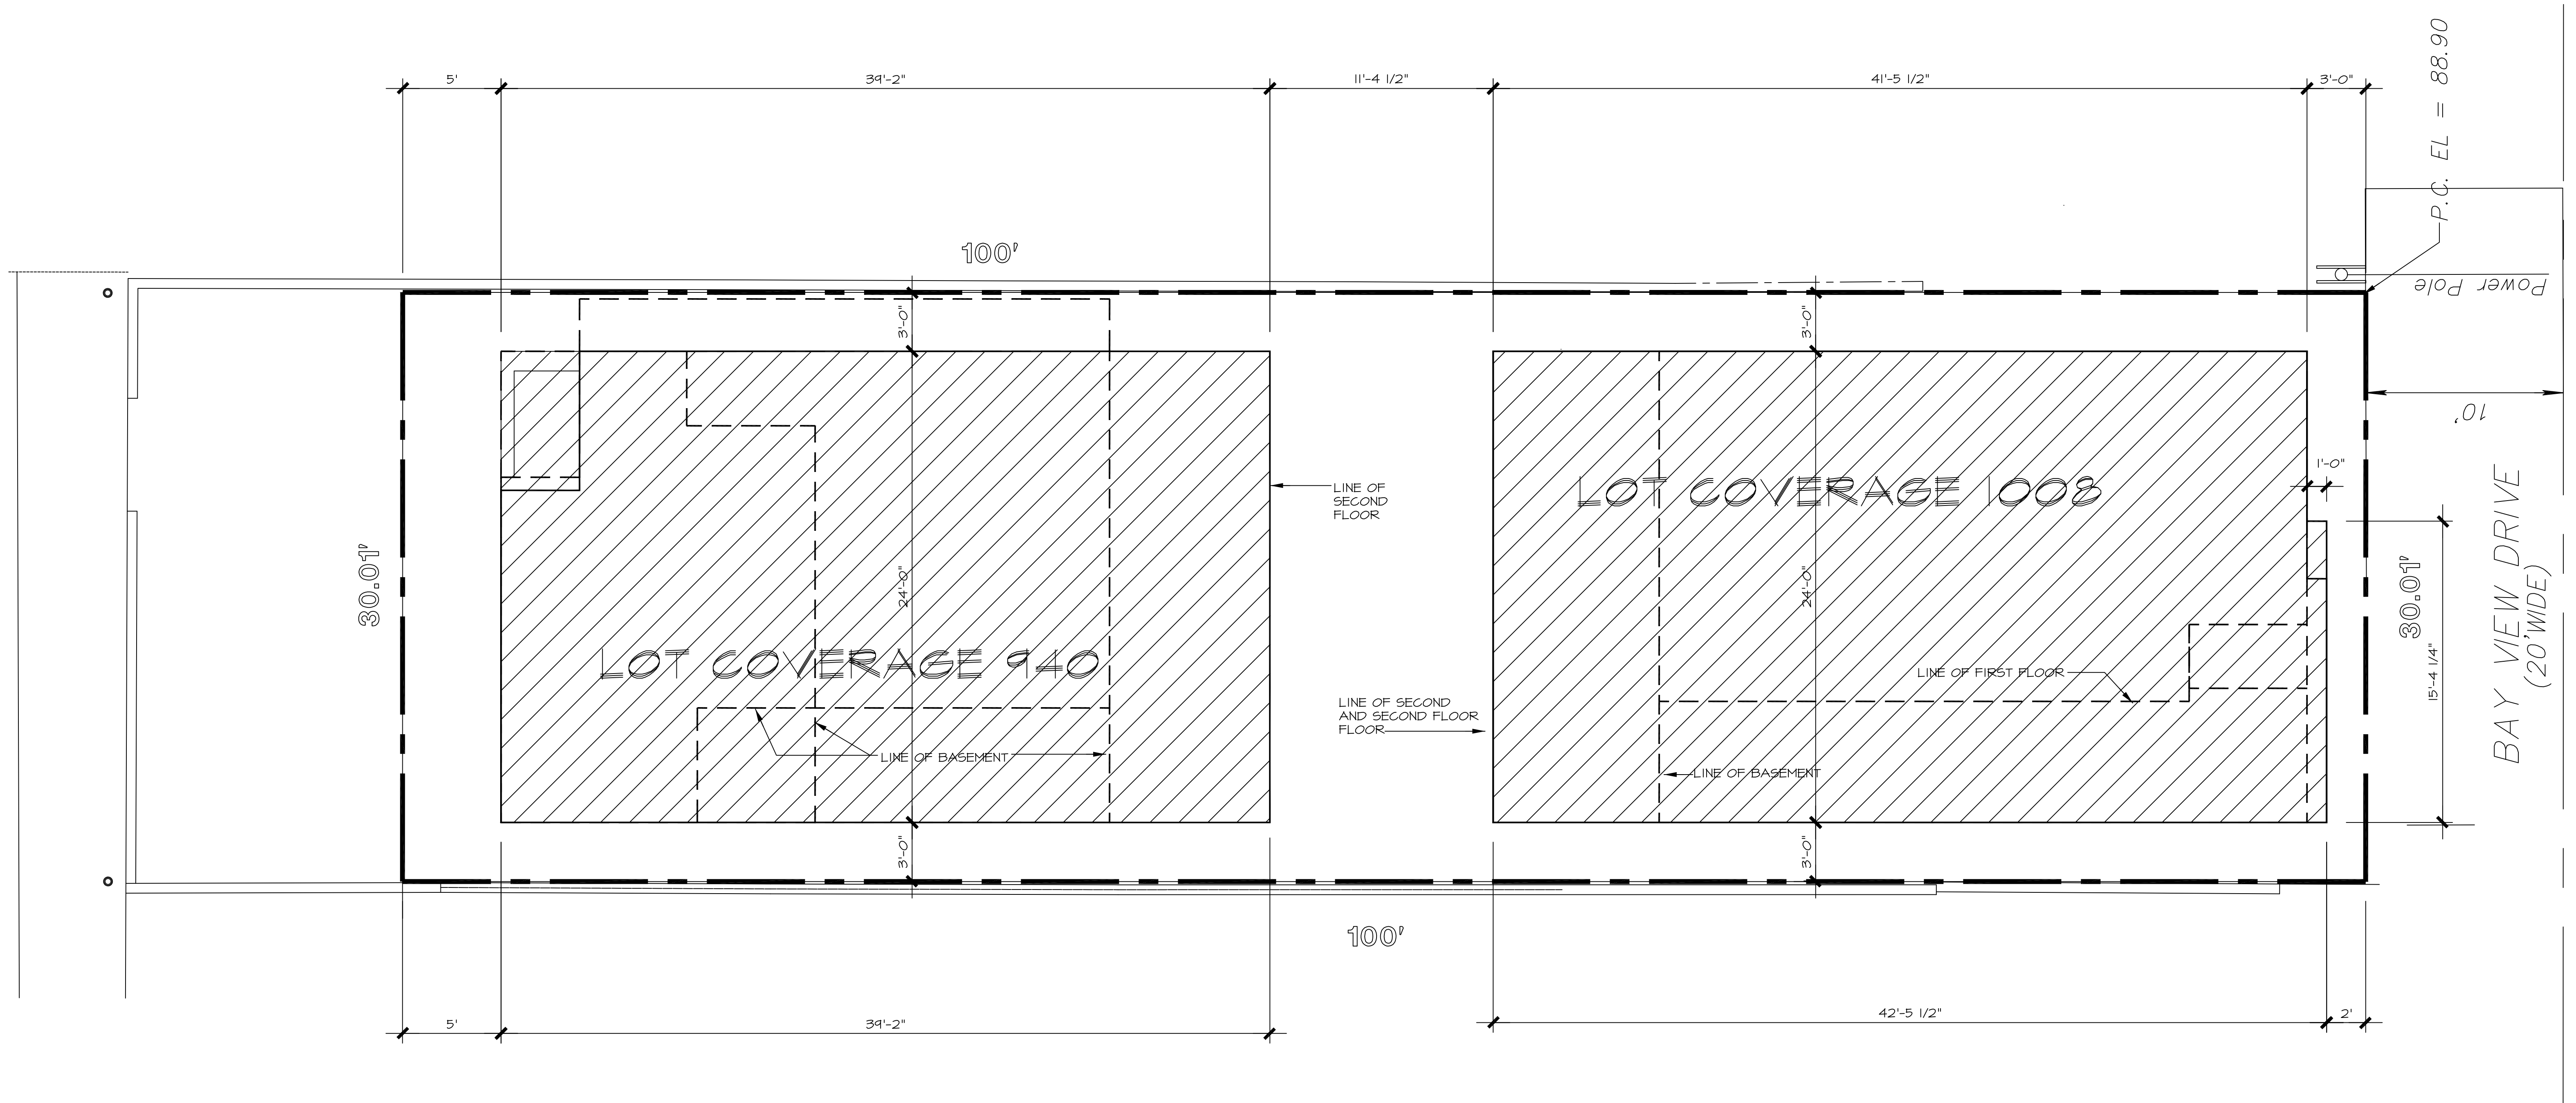 5'
39'-2"
11'-4 1/2"
41'-5 1/2"
3'-0"
P.C. EL = 88.90
100'
Power Pole
3'-0"
3'-0"
10'
1'-0"
LINE OF
SECOND
FLOOR
LOT COVERAGE 1008
30.01'
24'-0"
24'-0"
30.01'
15'-4 1/4"
BAY VIEW DRIVE
(20'WIDE)
LOT COVERAGE 940
LINE OF FIRST FLOOR
LINE OF SECOND
AND SECOND FLOOR
FLOOR
LINE OF BASEMENT
LINE OF BASEMENT
3'-0"
3'-0"
100'
5'
39'-2"
42'-5 1/2"
2'